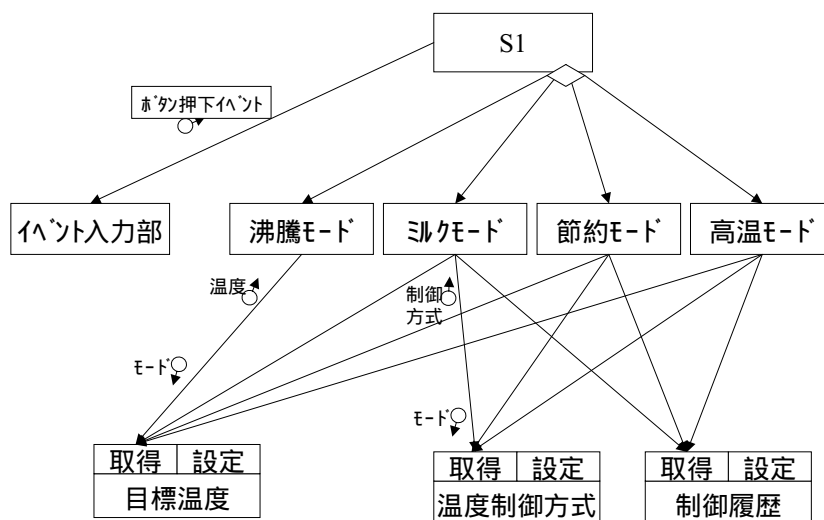 S1
ﾎﾞﾀﾝ押下ｲﾍﾞﾝﾄ
ｲﾍﾞﾝﾄ入力部
沸騰ﾓｰﾄﾞ
ﾐﾙｸﾓｰﾄﾞ
節約ﾓｰﾄﾞ
高温ﾓｰﾄﾞ
温度
制御
方式
ﾓｰﾄﾞ
ﾓｰﾄﾞ
取得 設定
目標温度
取得 設定
温度制御方式
取得 設定
制御履歴